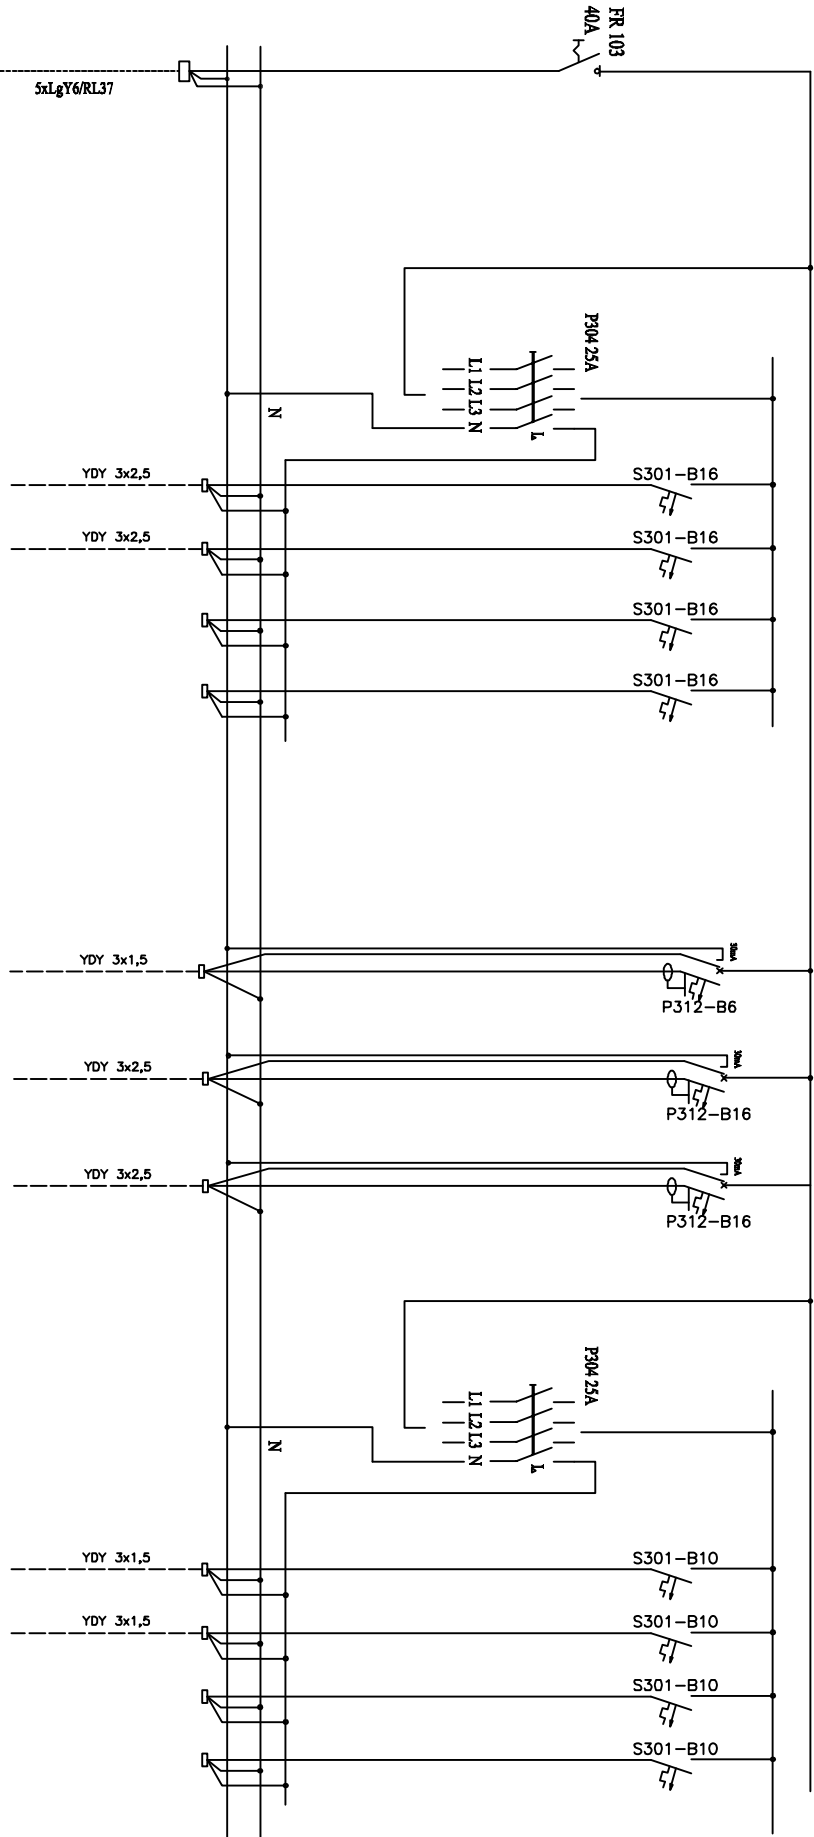 FR 103
40A
5xLgY6/RL37
P304 25A
L1 L2 L3 N
N
YDY 3x2,5
S301-B16
YDY 3x2,5
S301-B16
S301-B16
S301-B16
30mA
YDY 3x1,5
P312-B6
30mA
YDY 3x2,5
P312-B16
30mA
YDY 3x2,5
P312-B16
P304 25A
L1 L2 L3 N
N
YDY 3x1,5
S301-B10
YDY 3x1,5
S301-B10
S301-B10
S301-B10